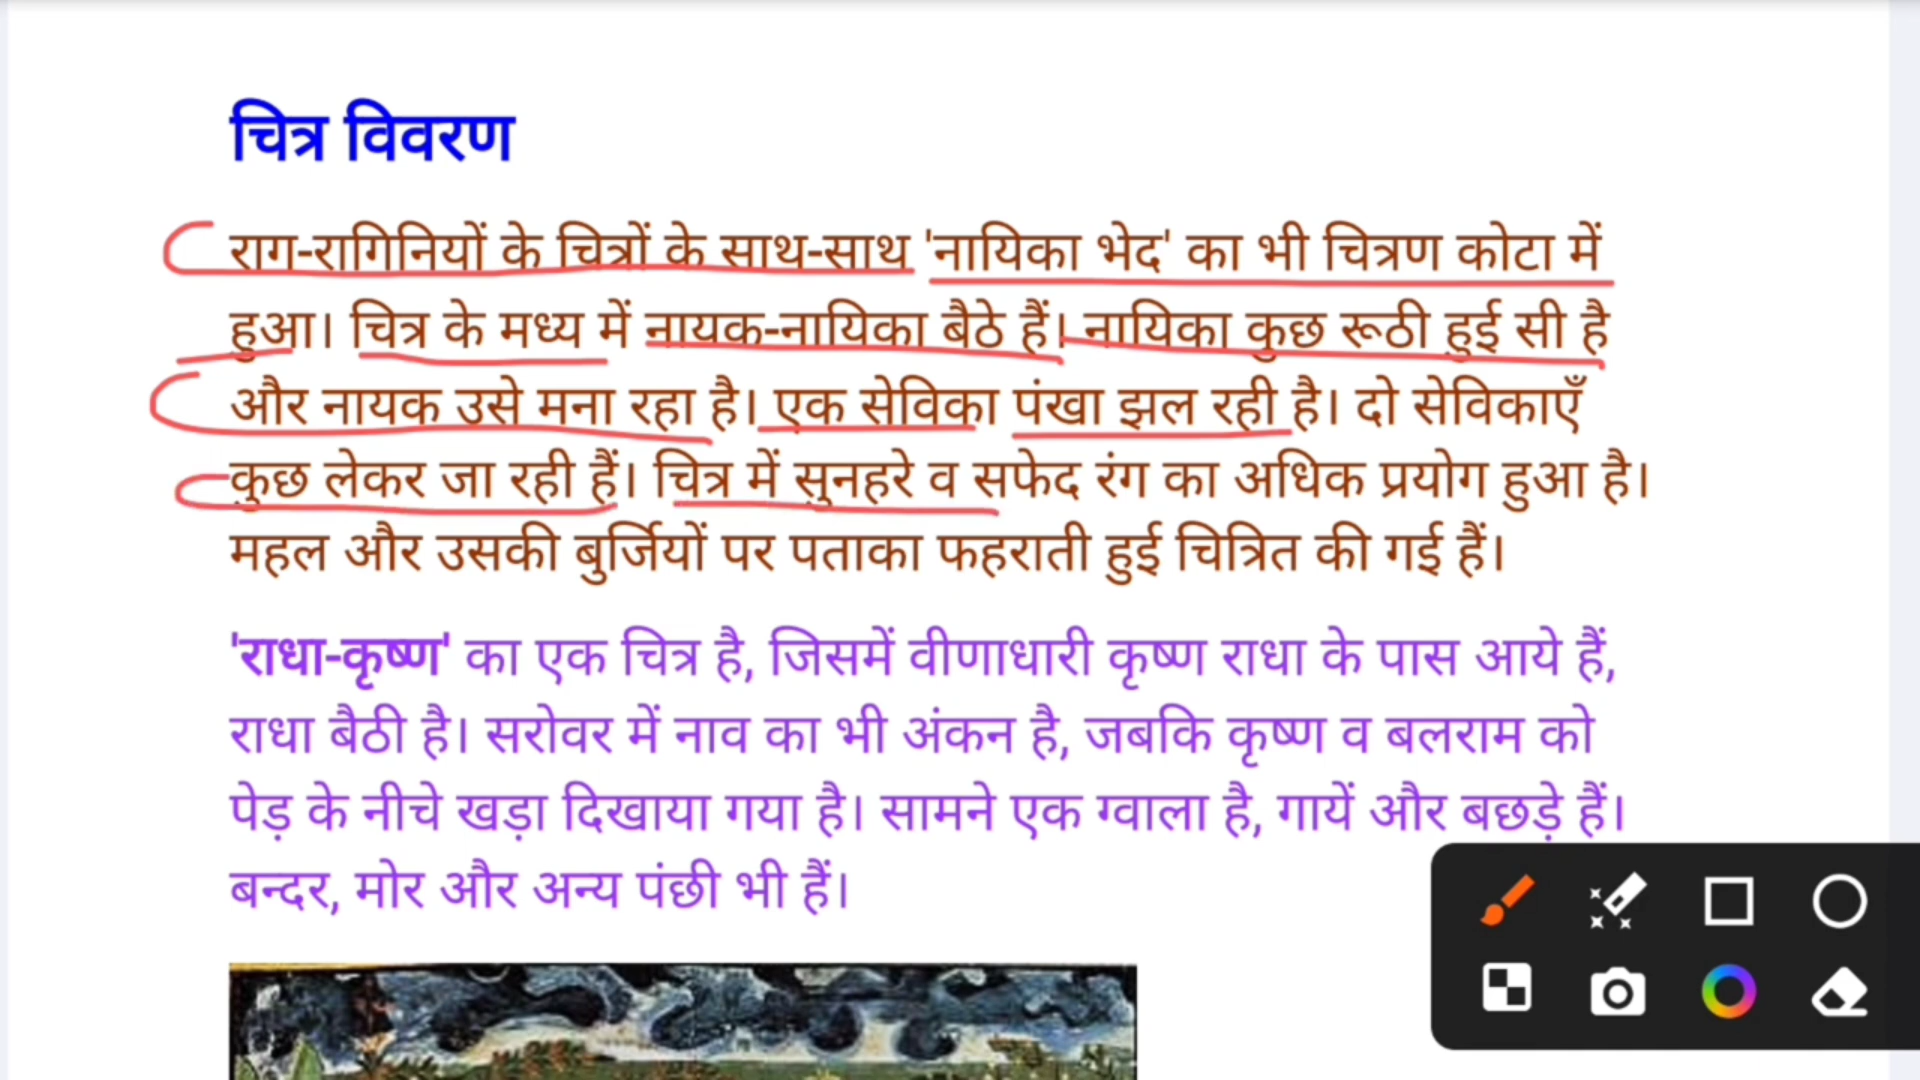 चित्र विवरण
राग-रागिनियों के चित्रों के साथ-साथ 'नायिका भेद' का भी चित्रण कोटा में
हुआ। चित्र के मध्य में नायक-नायिका बैठे हैं। नायिका कुछ रूठी हुई सी है
और नायक उसे मना रहा है। एक सेविका पंखा झल रही है। दो सेविकाएँ
कुछ लेकर जा रही हैं। चित्र में सुनहरे व सफेद रंग का अधिक प्रयोग हुआ है।
महल और उसकी बुर्जियों पर पताका फहराती हुई चित्रित की गई हैं।
'राधा-कृष्ण' का एक चित्र है, जिसमें वीणाधारी कृष्ण राधा के पास आये हैं,
राधा बैठी है। सरोवर में नाव का भी अंकन है, जबकि कृष्ण व बलराम को
पेड़ के नीचे खड़ा दिखाया गया है। सामने एक ग्वाला है, गायें और बछड़े हैं।
बन्दर, मोर और अन्य पंछी भी हैं।